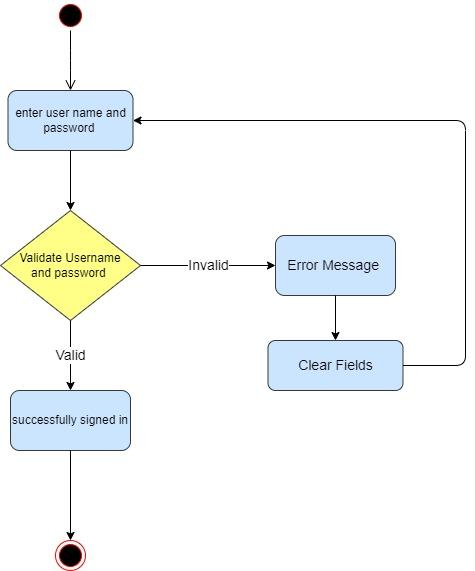 enter user name and
password
Validate Username
and password
Invalid
Error Message
Valid
Clear Fields
successfully signed in